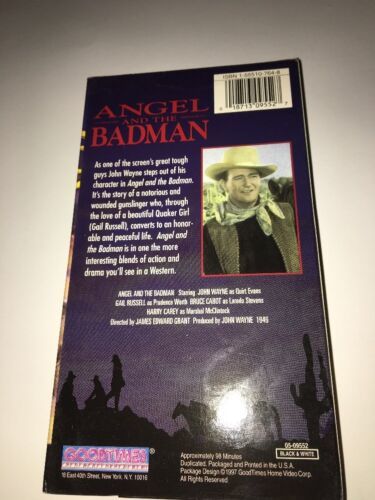 ISBN 1-55510-764-8
0 18713 09552 7
ANGEL
AND THE
BADMAN
As one of the screen's great tough
guys John Wayne steps out of his
character in Angel and the Badman.
It's the story of a notorious and
wounded gunslinger who, through
the love of a beautiful Quaker Girl
(Gail Russell), converts to an honor-
able and peaceful life. Angel and
the Badman is in one the more
interesting blends of action and
drama you'll see in a Western.
ANGEL AND THE BADMAN Starring JOHN WAYNE as Quirt Evans
GAIL RUSSELL as Prudence Worth BRUCE CABOT as Laredo Stevens
HARRY CAREY as Marshal McClintock
Directed by JAMES EDWARD GRANT Produced by JOHN WAYNE 1946
GOODTIMES
16 East 40th Street, New York, N.Y. 10016
Approximately 98 Minutes
Duplicated, Packaged and Printed in the U.S.A.
Package Design ©1997 GoodTimes Home Video Corp.
05-09552
BLACK & WHITE